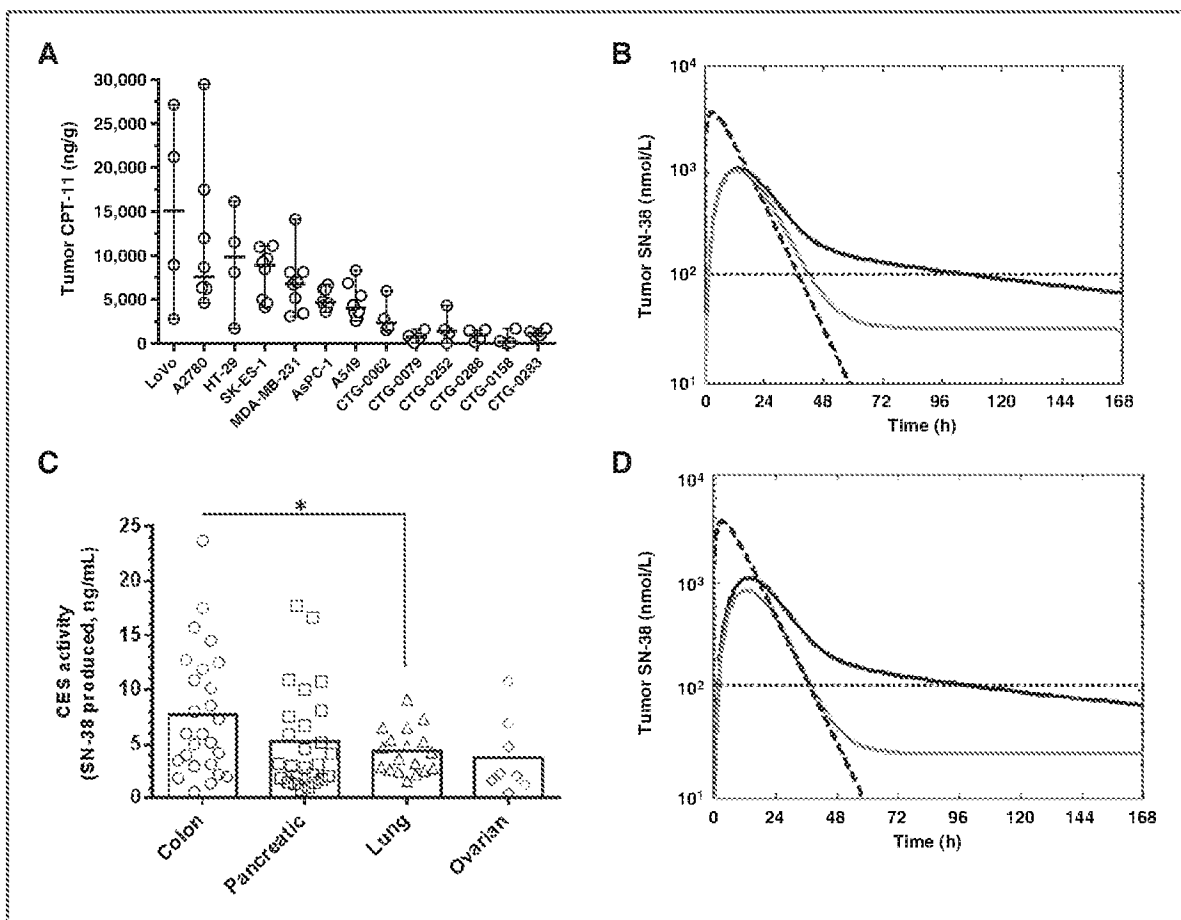 A
Tumor CPT-11 (ng/g)
30,000
25,000
20,000
15,000
10,000
5,000
0
LoVo
A2780
HT-29
SK-ES-1
MDA-MB-231
AsPC-1
A549
CTG-0062
CTG-0079
CTG-0252
CTG-0286
CTG-0158
CTG-0283
B
Tumor SN-38 (nmol/L)
10⁴
10³
10²
10¹
0 24 48 72 96 120 144 168
Time (h)
C
CES activity
(SN-38 produced, ng/mL)
25
20
15
10
5
0
*
Colon
Pancreatic
Lung
Ovarian
D
Tumor SN-38 (nmol/L)
10⁴
10³
10²
10¹
0 24 48 72 96 120 144 168
Time (h)